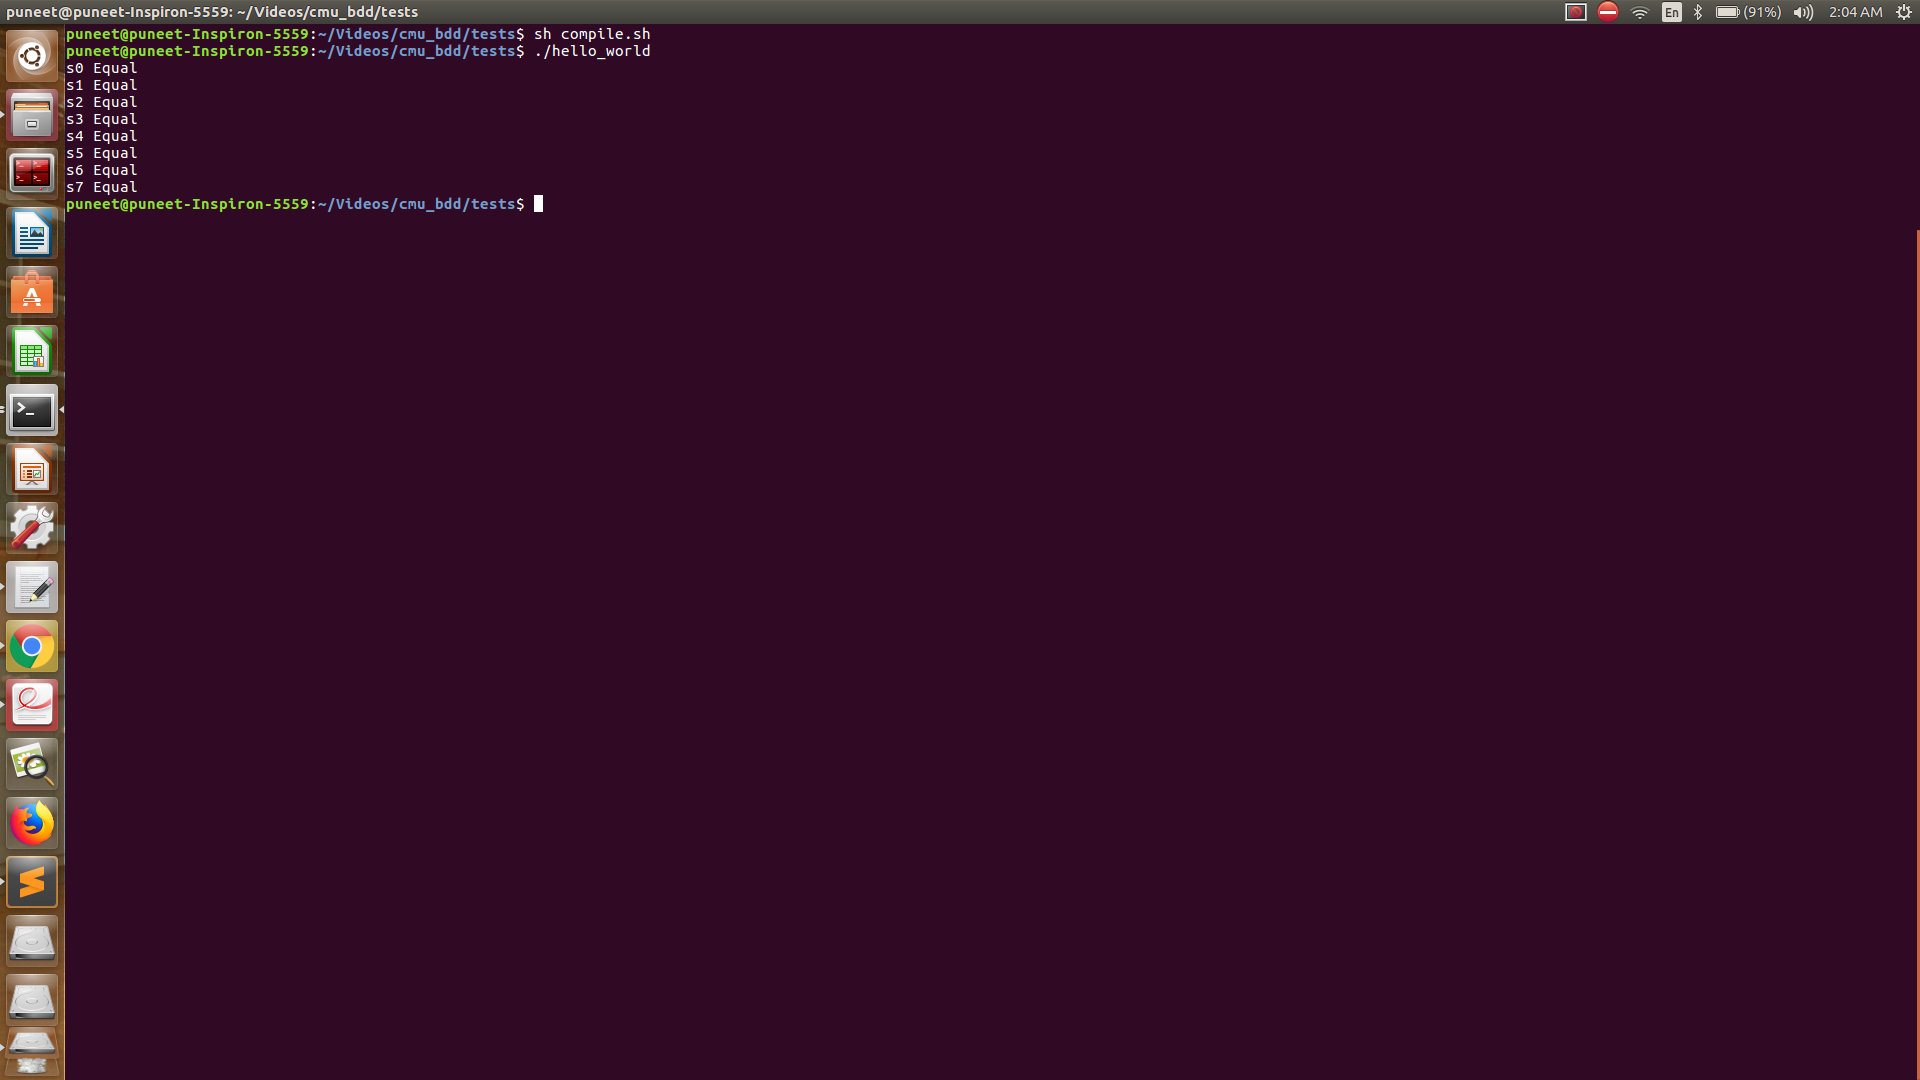 puneet@puneet-Inspiron-5559: ~/Videos/cmu_bdd/tests
En
(91%)
2:04 AM
puneet@puneet-Inspiron-5559:~/Videos/cmu_bdd/tests$ sh compile.sh
puneet@puneet-Inspiron-5559:~/Videos/cmu_bdd/tests$ ./hello_world
s0 Equal
s1 Equal
s2 Equal
s3 Equal
s4 Equal
s5 Equal
s6 Equal
s7 Equal
puneet@puneet-Inspiron-5559:~/Videos/cmu_bdd/tests$